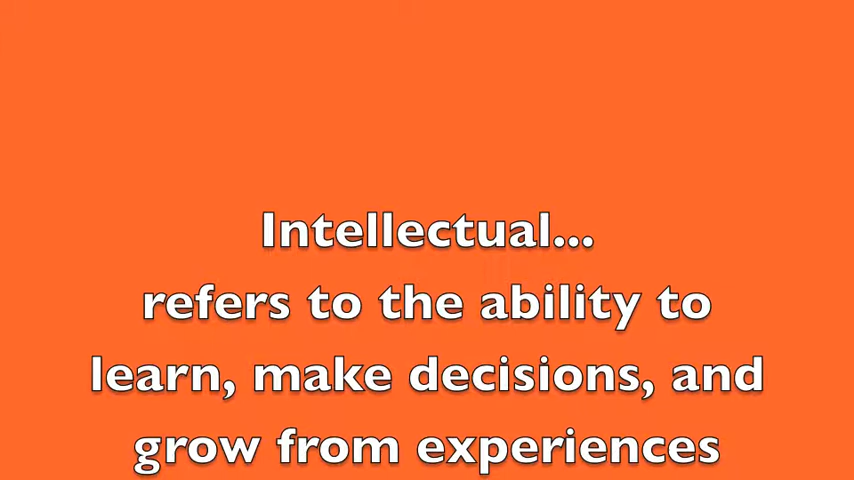 Intellectual...
refers to the ability to
learn, make decisions, and
grow from experiences